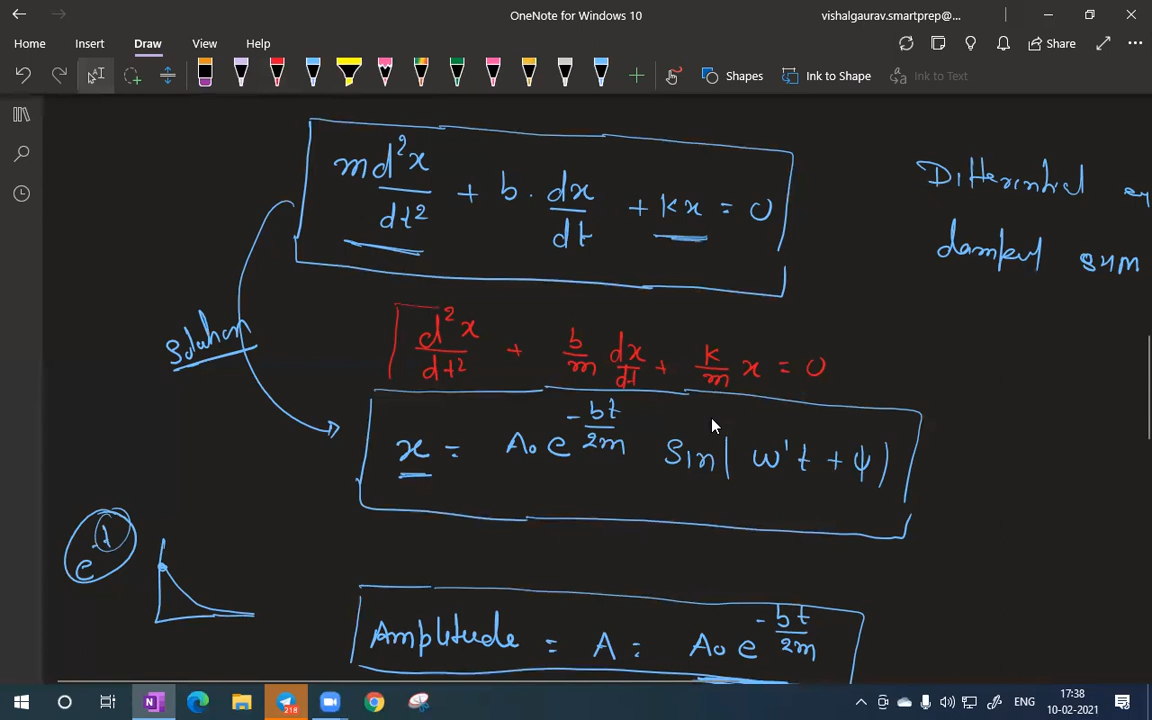 OneNote for Windows 10
vishalgaurav.smartprep@...
Home Insert Draw View Help
Share
Shapes Ink to Shape Ink to Text
md²x/dt² + b · dx/dt + kx = 0
Differential eq
damped SHM
Solution
d²x/dt² + b/m dx/dt + k/m x = 0
x = A₀ e^(-bt/2m) Sin( ω't + ψ)
e
Amplitude = A = A₀ e^(-bt/2m)
218
ENG
17:38
10-02-2021